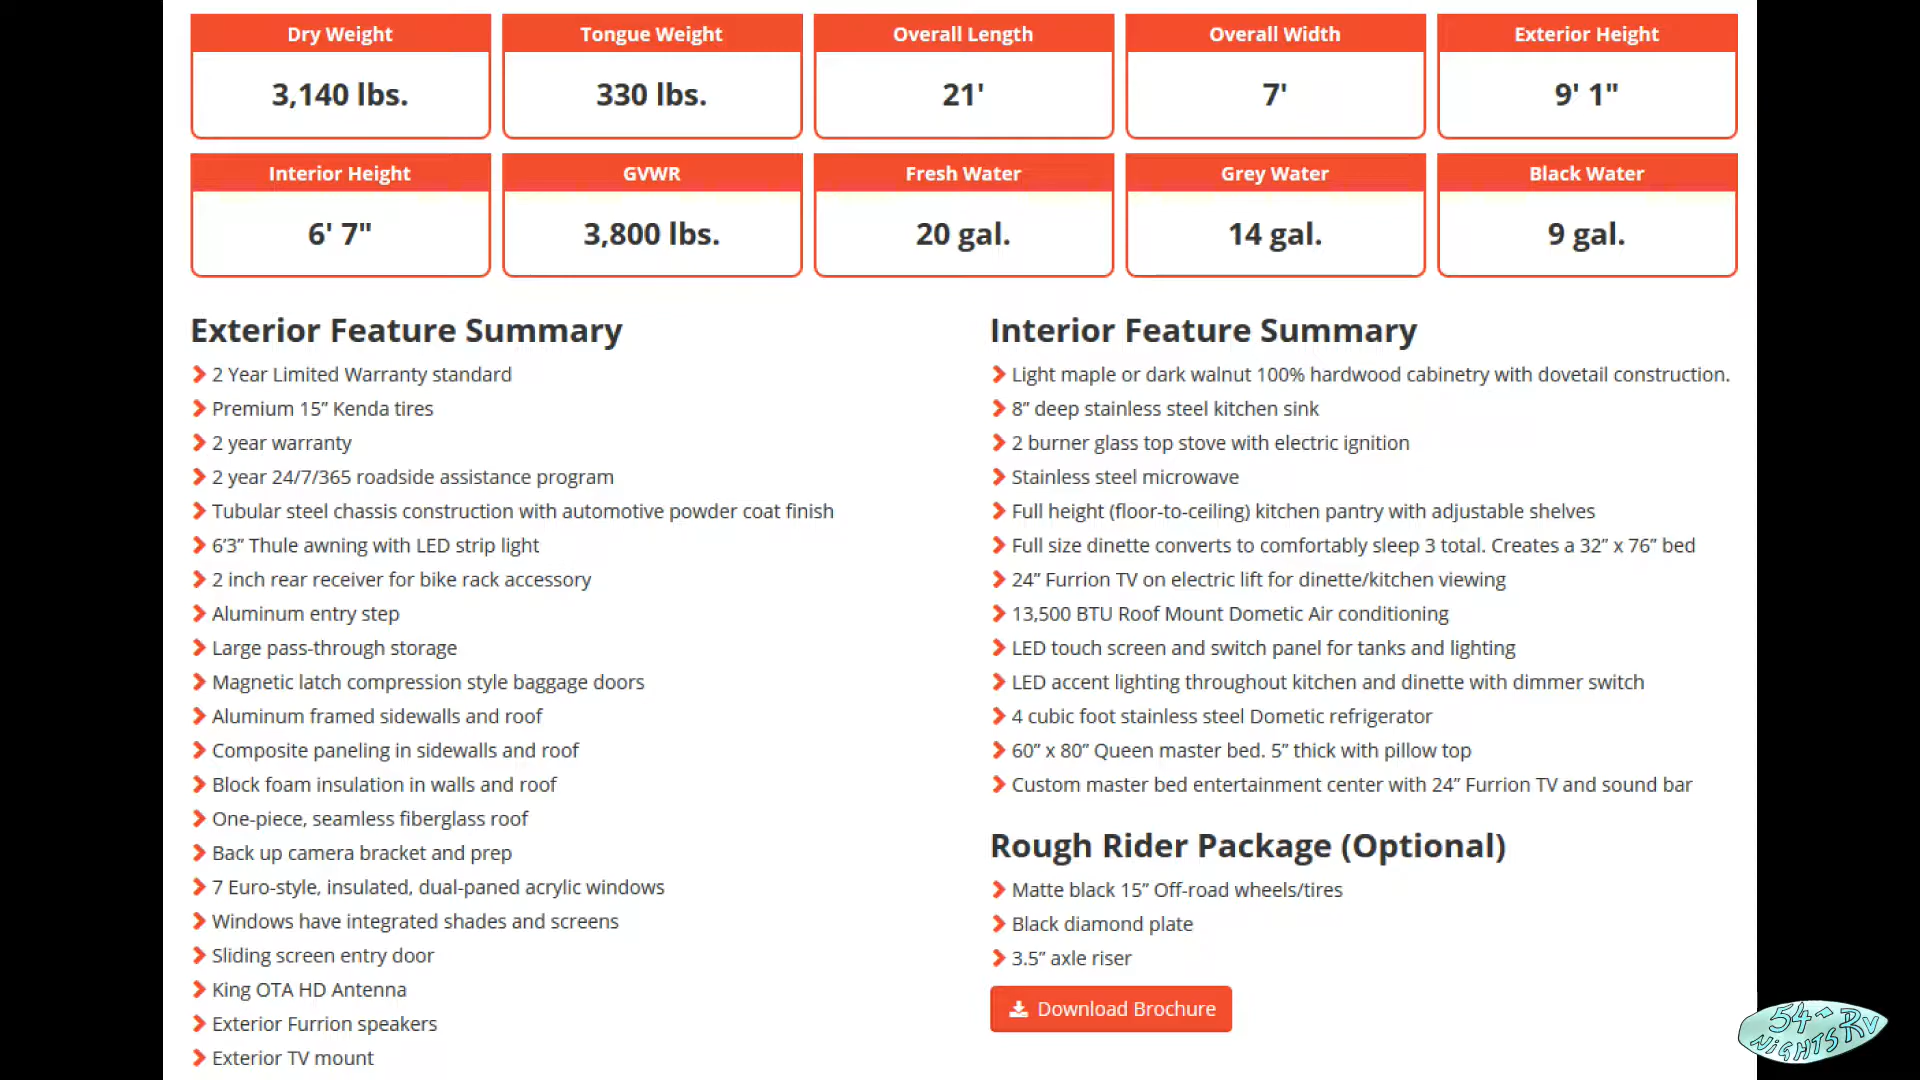 Dry Weight
Tongue Weight
Overall Length
Overall Width
Exterior Height
3,140 lbs.
330 lbs.
21'
7'
9' 1"
Interior Height
GVWR
Fresh Water
Grey Water
Black Water
6' 7"
3,800 lbs.
20 gal.
14 gal.
9 gal.
Exterior Feature Summary
2 Year Limited Warranty standard
Premium 15” Kenda tires
2 year warranty
2 year 24/7/365 roadside assistance program
Tubular steel chassis construction with automotive powder coat finish
6’3” Thule awning with LED strip light
2 inch rear receiver for bike rack accessory
Aluminum entry step
Large pass-through storage
Magnetic latch compression style baggage doors
Aluminum framed sidewalls and roof
Composite paneling in sidewalls and roof
Block foam insulation in walls and roof
One-piece, seamless fiberglass roof
Back up camera bracket and prep
7 Euro-style, insulated, dual-paned acrylic windows
Windows have integrated shades and screens
Sliding screen entry door
King OTA HD Antenna
Exterior Furrion speakers
Exterior TV mount
Interior Feature Summary
Light maple or dark walnut 100% hardwood cabinetry with dovetail construction.
8” deep stainless steel kitchen sink
2 burner glass top stove with electric ignition
Stainless steel microwave
Full height (floor-to-ceiling) kitchen pantry with adjustable shelves
Full size dinette converts to comfortably sleep 3 total. Creates a 32” x 76” bed
24” Furrion TV on electric lift for dinette/kitchen viewing
13,500 BTU Roof Mount Dometic Air conditioning
LED touch screen and switch panel for tanks and lighting
LED accent lighting throughout kitchen and dinette with dimmer switch
4 cubic foot stainless steel Dometic refrigerator
60” x 80” Queen master bed. 5” thick with pillow top
Custom master bed entertainment center with 24” Furrion TV and sound bar
Rough Rider Package (Optional)
Matte black 15” Off-road wheels/tires
Black diamond plate
3.5” axle riser
Download Brochure
54~ RV
NIGHTS